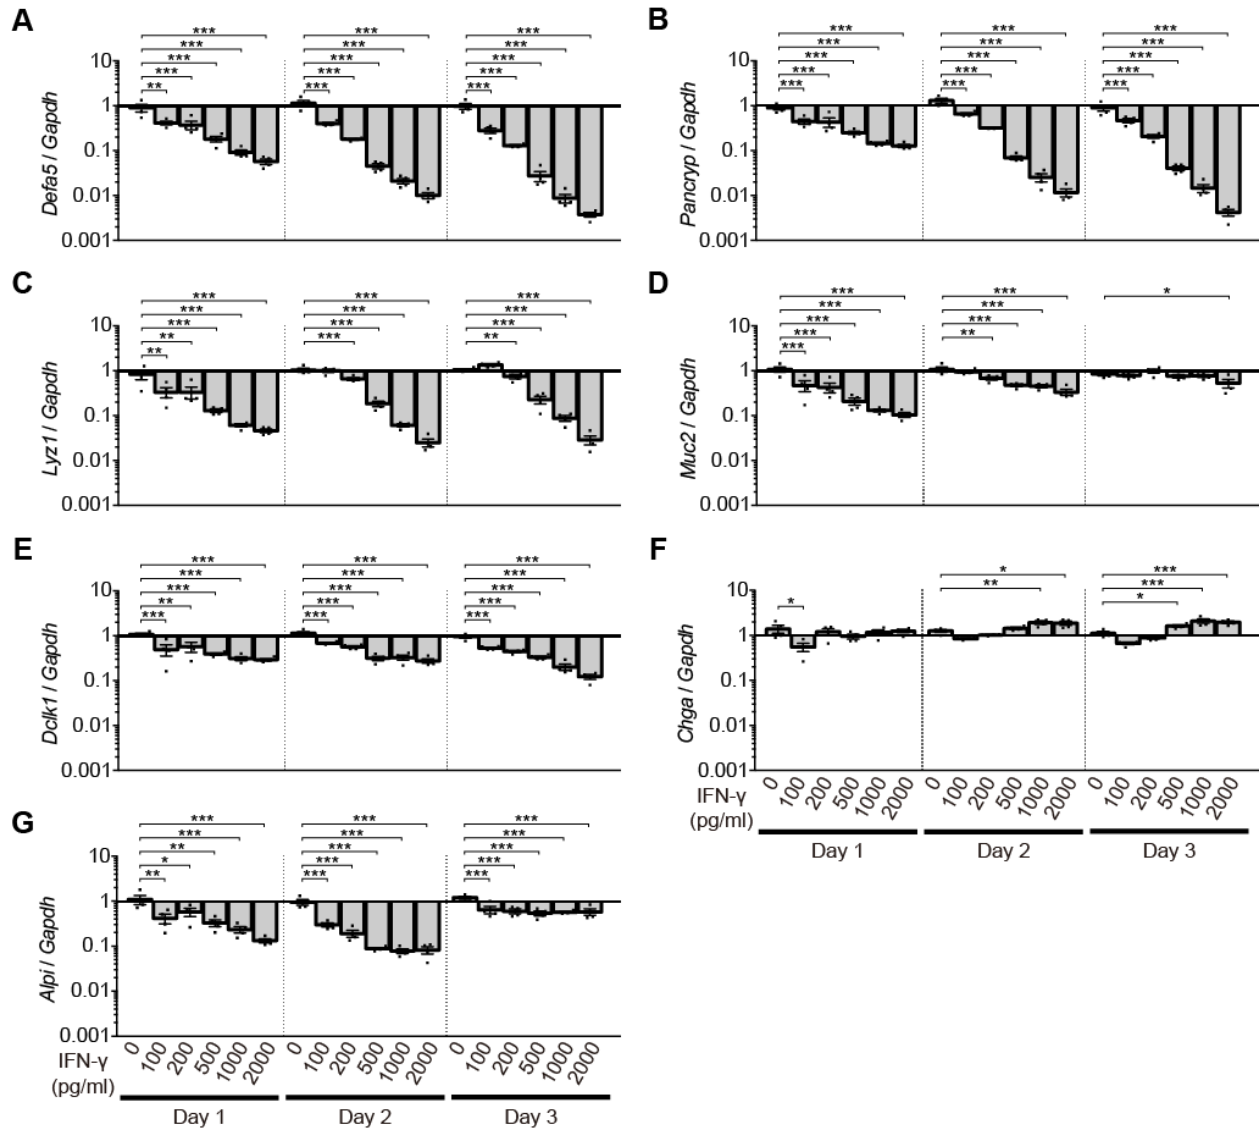 A
*** *** ***
*** *** ***
*** *** ***
*** *** ***
** *** ***
10
1
0.1
0.01
0.001
Defa5 / Gapdh
B
*** *** ***
*** *** ***
*** *** ***
*** *** ***
*** *** ***
10
1
0.1
0.01
0.001
Pancryp / Gapdh
C
*** *** ***
*** *** ***
*** *** ***
** *** **
**
10
1
0.1
0.01
0.001
Lyz1 / Gapdh
D
*** *** *
*** ***
*** ***
*** **
***
10
1
0.1
0.01
0.001
Muc2 / Gapdh
E
*** *** ***
*** *** ***
*** *** ***
** *** ***
*** *** ***
10
1
0.1
0.01
0.001
Dclk1 / Gapdh
F
* ***
** ***
* *
10
1
0.1
0.01
0.001
Chga / Gapdh
0 100 200 500 1000 2000 0 100 200 500 1000 2000 0 100 200 500 1000 2000
IFN-γ
(pg/ml)
Day 1 Day 2 Day 3
G
*** *** ***
*** *** ***
** *** ***
* *** ***
** *** ***
10
1
0.1
0.01
0.001
Alpi / Gapdh
0 100 200 500 1000 2000 0 100 200 500 1000 2000 0 100 200 500 1000 2000
IFN-γ
(pg/ml)
Day 1 Day 2 Day 3